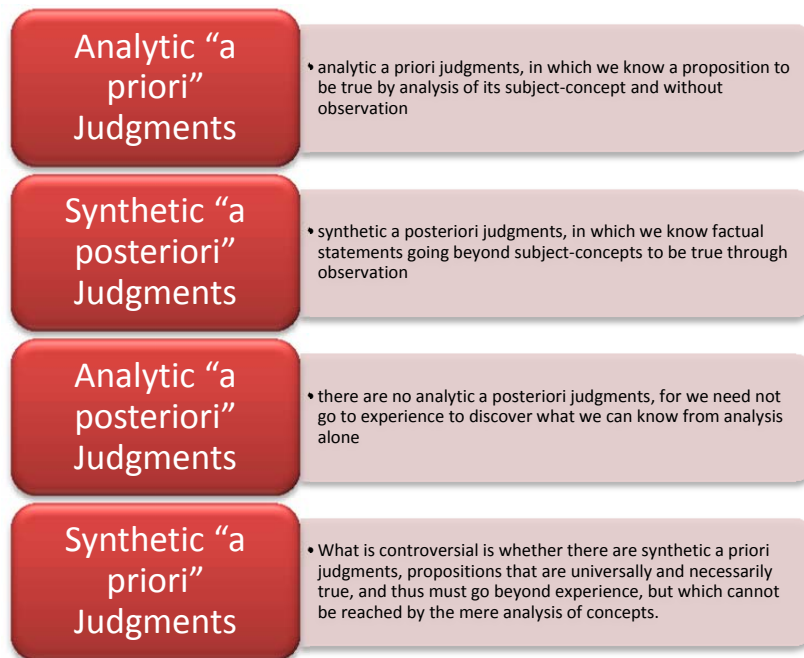 Analytic “a
priori”
Judgments
• analytic a priori judgments, in which we know a proposition to
be true by analysis of its subject-concept and without
observation
Synthetic “a
posteriori”
Judgments
• synthetic a posteriori judgments, in which we know factual
statements going beyond subject-concepts to be true through
observation
Analytic “a
posteriori”
Judgments
• there are no analytic a posteriori judgments, for we need not
go to experience to discover what we can know from analysis
alone
Synthetic “a
priori”
Judgments
• What is controversial is whether there are synthetic a priori
judgments, propositions that are universally and necessarily
true, and thus must go beyond experience, but which cannot
be reached by the mere analysis of concepts.